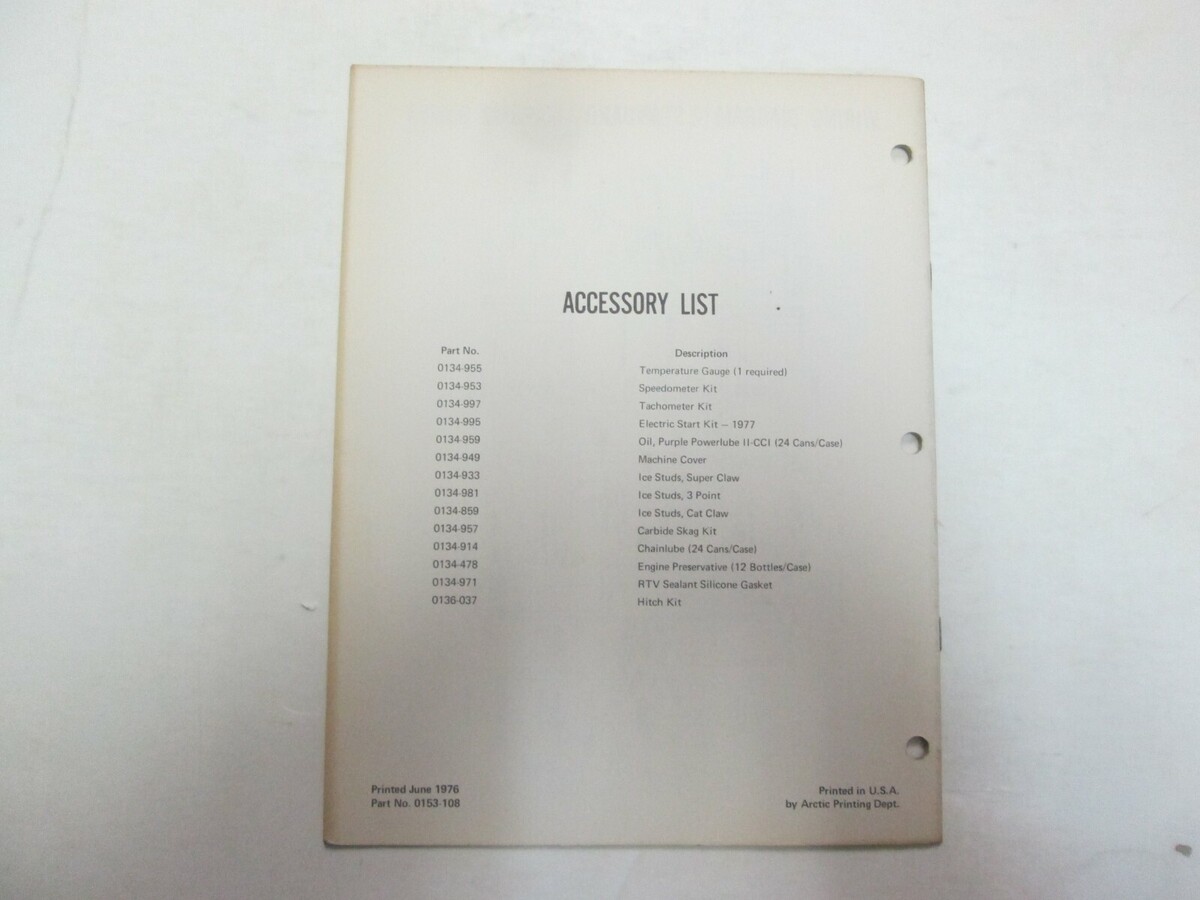 ACCESSORY LIST
Part No. Description
0134-955 Temperature Gauge (1 required)
0134-953 Speedometer Kit
0134-997 Tachometer Kit
0134-995 Electric Start Kit – 1977
0134-959 Oil, Purple Powerlube II-CCI (24 Cans/Case)
0134-949 Machine Cover
0134-933 Ice Studs, Super Claw
0134-981 Ice Studs, 3 Point
0134-859 Ice Studs, Cat Claw
0134-957 Carbide Skag Kit
0134-914 Chainlube (24 Cans/Case)
0134-478 Engine Preservative (12 Bottles/Case)
0134-971 RTV Sealant Silicone Gasket
0136-037 Hitch Kit
Printed June 1976 Printed in U.S.A.
Part No. 0153-108 by Arctic Printing Dept.